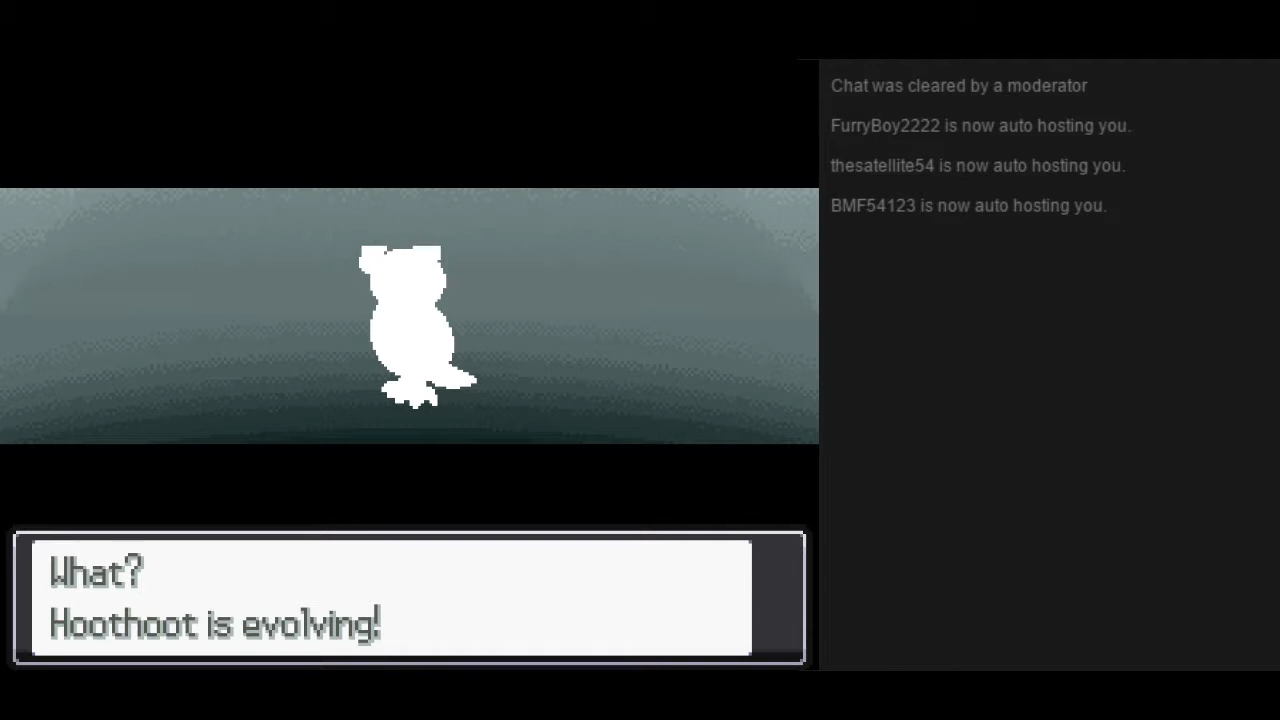 Chat was cleared by a moderator
FurryBoy2222 is now auto hosting you.
thesatellite54 is now auto hosting you.
BMF54123 is now auto hosting you.
What?
Hoothoot is evolving!